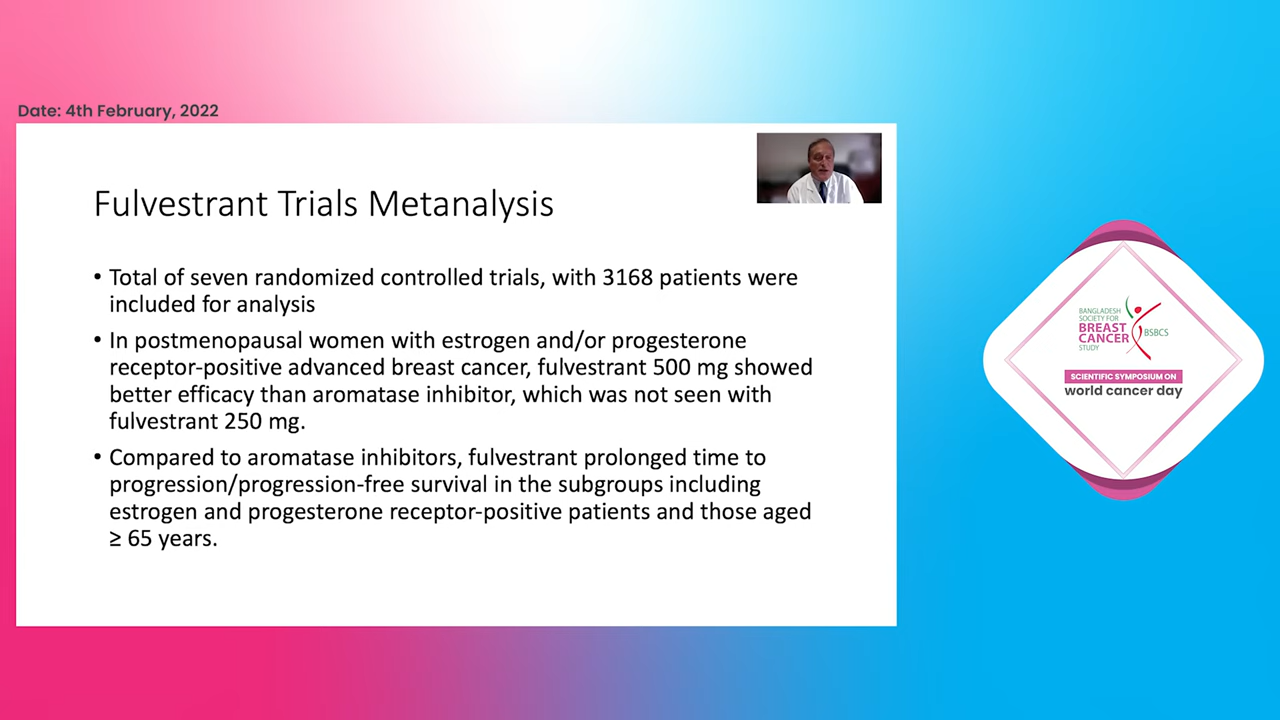 Date: 4th February, 2022
Fulvestrant Trials Metanalysis
• Total of seven randomized controlled trials, with 3168 patients were
included for analysis
• In postmenopausal women with estrogen and/or progesterone
receptor-positive advanced breast cancer, fulvestrant 500 mg showed
better efficacy than aromatase inhibitor, which was not seen with
fulvestrant 250 mg.
• Compared to aromatase inhibitors, fulvestrant prolonged time to
progression/progression-free survival in the subgroups including
estrogen and progesterone receptor-positive patients and those aged
≥ 65 years.
BANGLADESH
SOCIETY FOR
BREAST
CANCER
STUDY
BSBCS
SCIENTIFIC SYMPOSIUM ON
world cancer day